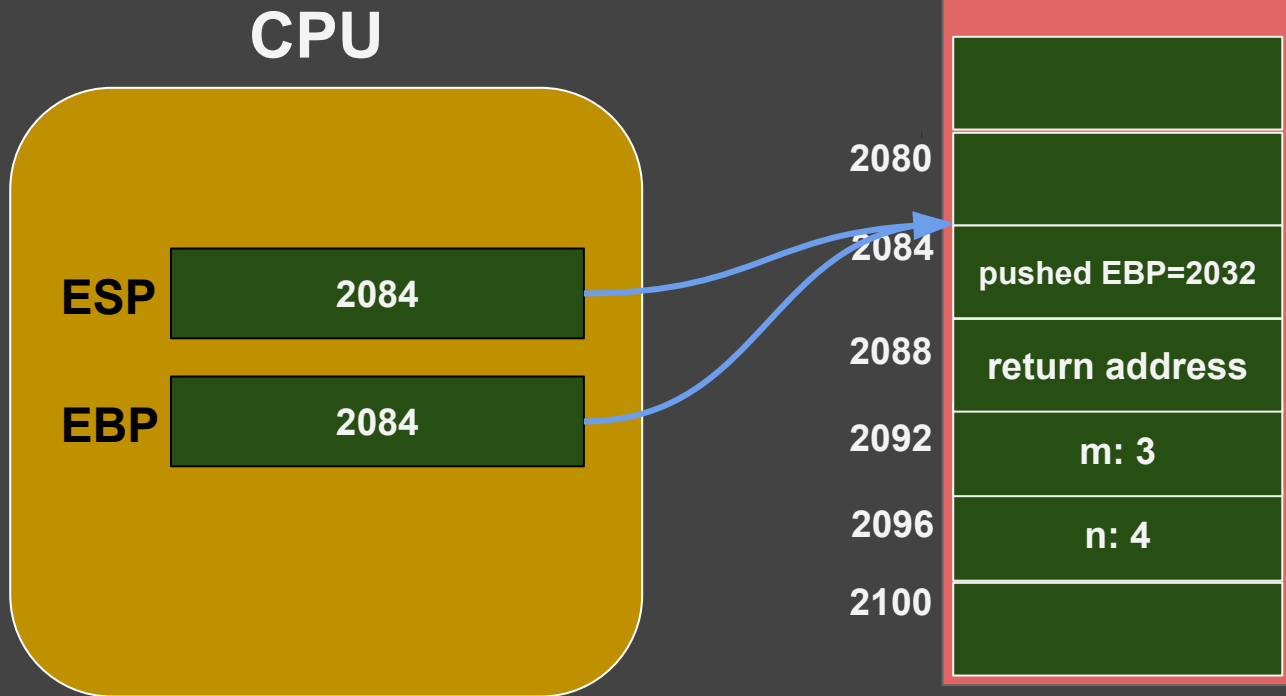 CPU
ESP
2084
EBP
2084
2080
2084
pushed EBP=2032
2088
return address
2092
m: 3
2096
n: 4
2100